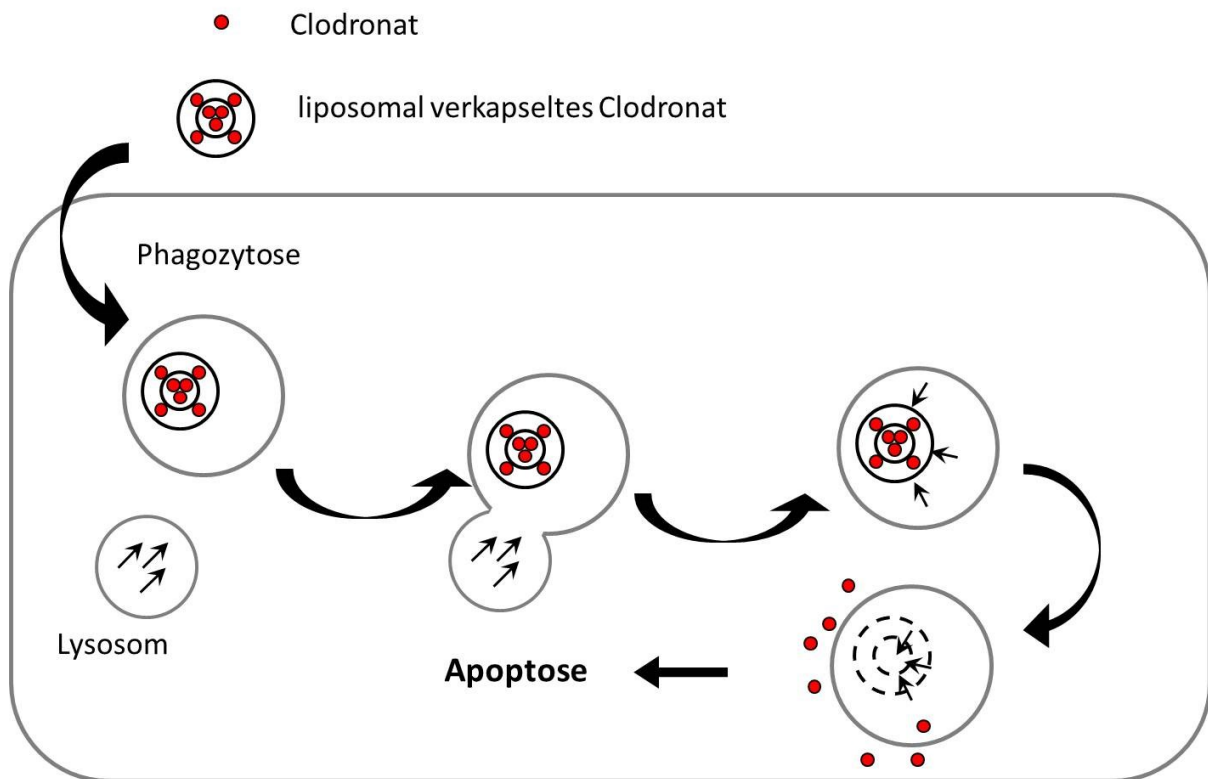 Clodronat
liposomal verkapseltes Clodronat
Phagozytose
Lysosom
Apoptose